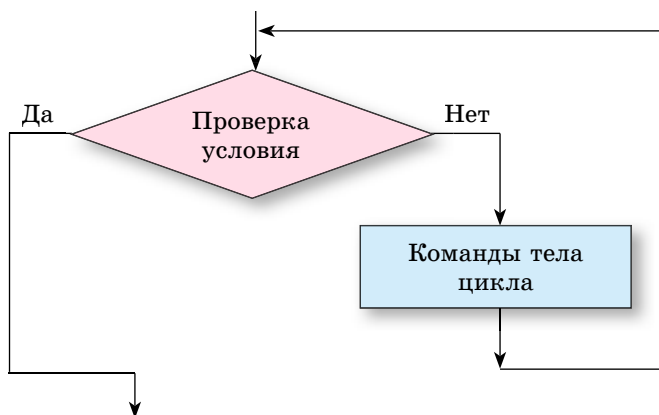 Да
Нет
Проверка
условия
Команды тела
цикла